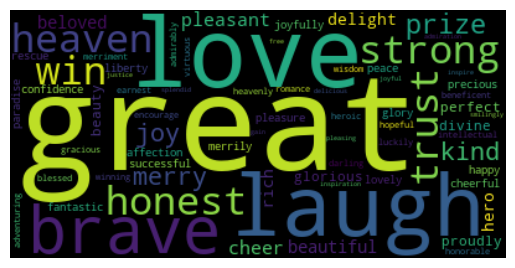 beloved
pleasant
joyfully
delight
admiration
prize
heaven
love
strong
rescue
merriment
admirably
virtuous
free
wisdom
peace
joyful
inspire
win
liberty
justice
heavenly
romance
delicious
precious
beneficent
smilingly
confidence
earnest
splendid
paradise
beauty
great
trust
perfect
encourage
pleasure
heroic
glory
hopeful
divine
intellectual
joy
gracious
affection
merrily
gain
pleasing
luckily
kind
successful
darling
blessed
winning
merry
rich
glorious
lovely
happy
cheerful
inspiration
fantastic
honest
laugh
hero
adventuring
brave
cheer
beautiful
proudly
honorable